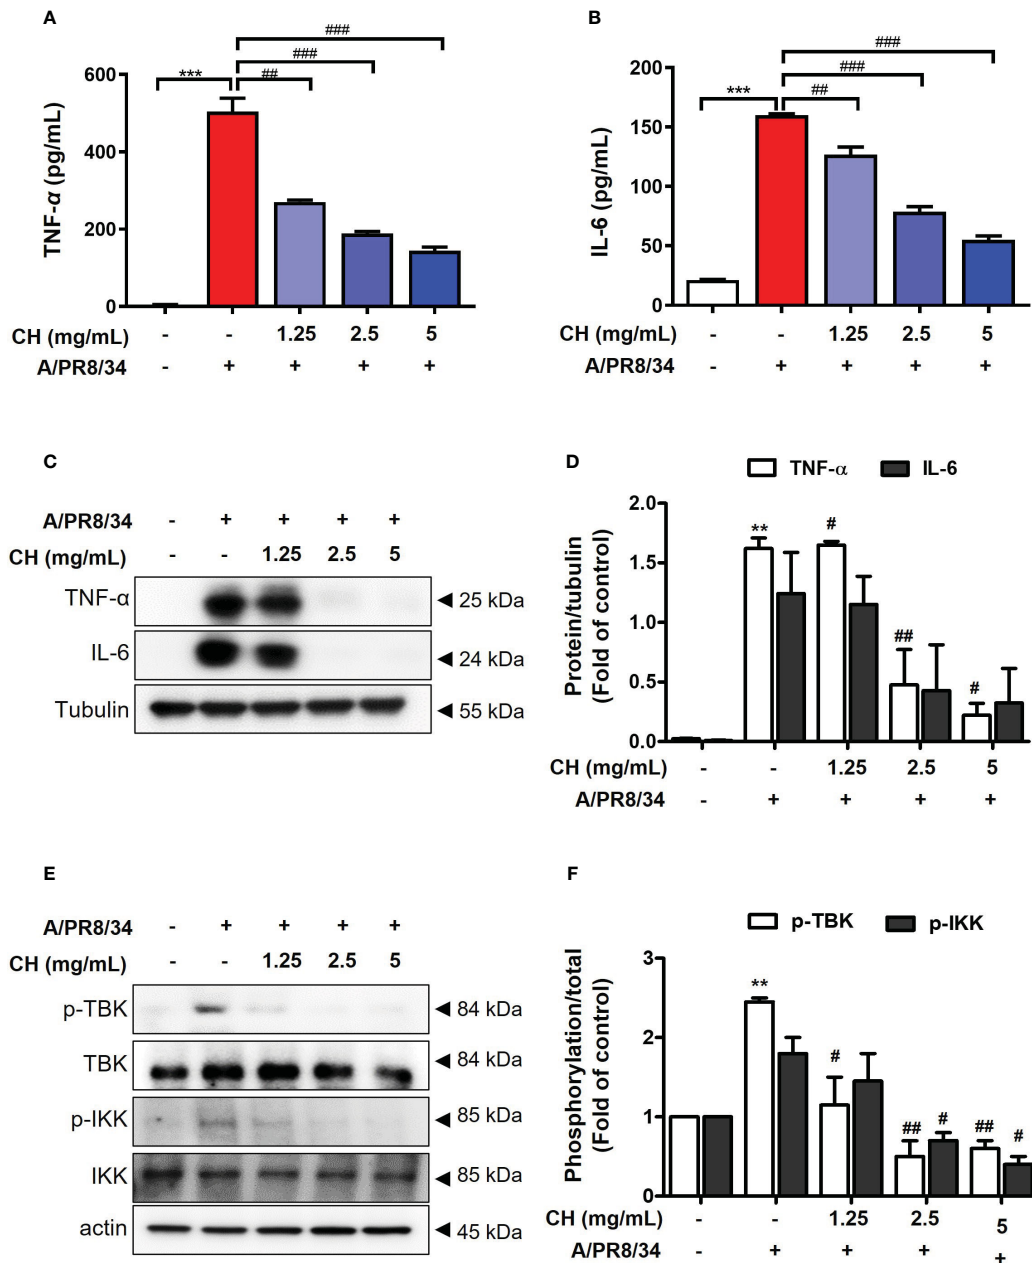 A
###
###
*** ##
600
400
200
0
TNF-α (pg/mL)
CH (mg/mL) - - 1.25 2.5 5
A/PR8/34 - + + + +
B
###
###
*** ##
200
150
100
50
0
IL-6 (pg/mL)
CH (mg/mL) - - 1.25 2.5 5
A/PR8/34 - + + + +
C
A/PR8/34 - + + + +
CH (mg/mL) - - 1.25 2.5 5
TNF-α 25 kDa
IL-6 24 kDa
Tubulin 55 kDa
D
TNF-α IL-6
2.0
1.5
1.0
0.5
0.0
Protein/tubulin
(Fold of control)
** # ## #
CH (mg/mL) - - 1.25 2.5 5
A/PR8/34 - + + + +
E
A/PR8/34 - + + + +
CH (mg/mL) - - 1.25 2.5 5
p-TBK 84 kDa
TBK 84 kDa
p-IKK 85 kDa
IKK 85 kDa
actin 45 kDa
F
p-TBK p-IKK
3
2
1
0
Phosphorylation/total
(Fold of control)
** # ## # ## #
CH (mg/mL) - - 1.25 2.5 5
A/PR8/34 - + + + +